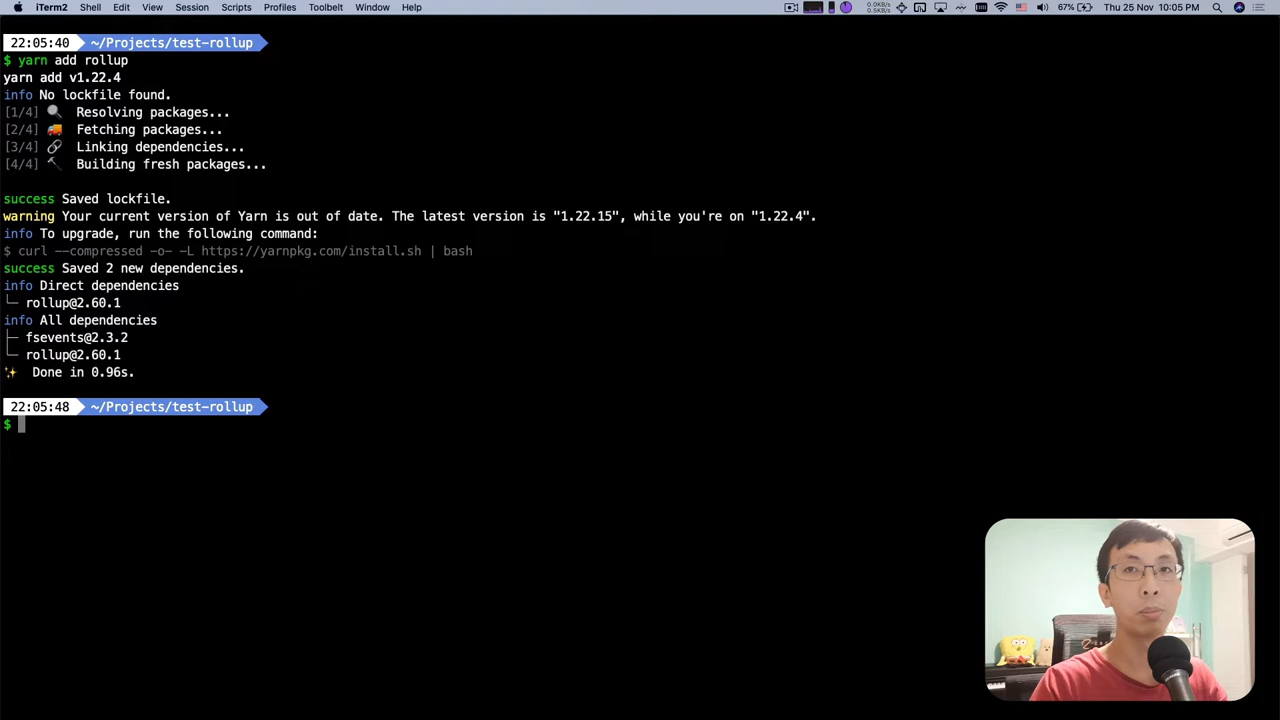 iTerm2 Shell Edit View Session Scripts Profiles Toolbelt Window Help 0.0KB/s 0.5KB/s 67% Thu 25 Nov 10:05 PM
22:05:40 ~/Projects/test-rollup
$ yarn add rollup
yarn add v1.22.4
info No lockfile found.
[1/4] 🔍 Resolving packages...
[2/4] 🚚 Fetching packages...
[3/4] 🔗 Linking dependencies...
[4/4] 🔨 Building fresh packages...
success Saved lockfile.
warning Your current version of Yarn is out of date. The latest version is "1.22.15", while you're on "1.22.4".
info To upgrade, run the following command:
$ curl --compressed -o- -L https://yarnpkg.com/install.sh | bash
success Saved 2 new dependencies.
info Direct dependencies
└─ rollup@2.60.1
info All dependencies
├─ fsevents@2.3.2
└─ rollup@2.60.1
✨ Done in 0.96s.
22:05:48 ~/Projects/test-rollup
$